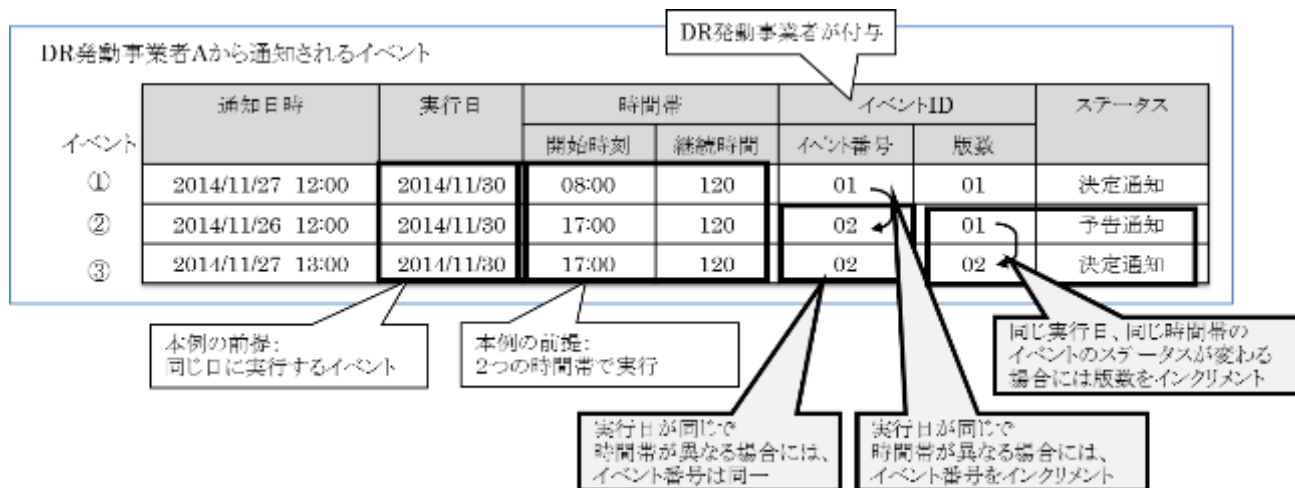 DR発動事業者が付与
DR発動事業者Aから通知されるイベント
通知日時 実行日 時間帯 イベントID ステータス
イベント 開始時刻 継続時間 イベント番号 版数
① 2014/11/27 12:00 2014/11/30 08:00 120 01 01 決定通知
② 2014/11/26 12:00 2014/11/30 17:00 120 02 01 予告通知
③ 2014/11/27 13:00 2014/11/30 17:00 120 02 02 決定通知
本例の前提:
同じ日に実行するイベント
本例の前提:
2つの時間帯で実行
同じ実行日、同じ時間帯の
イベントのステータスが変わる
場合には版数をインクリメント
実行日が同じで
時間帯が異なる場合には、
イベント番号は同一
実行日が同じで
時間帯が異なる場合には、
イベント番号をインクリメント